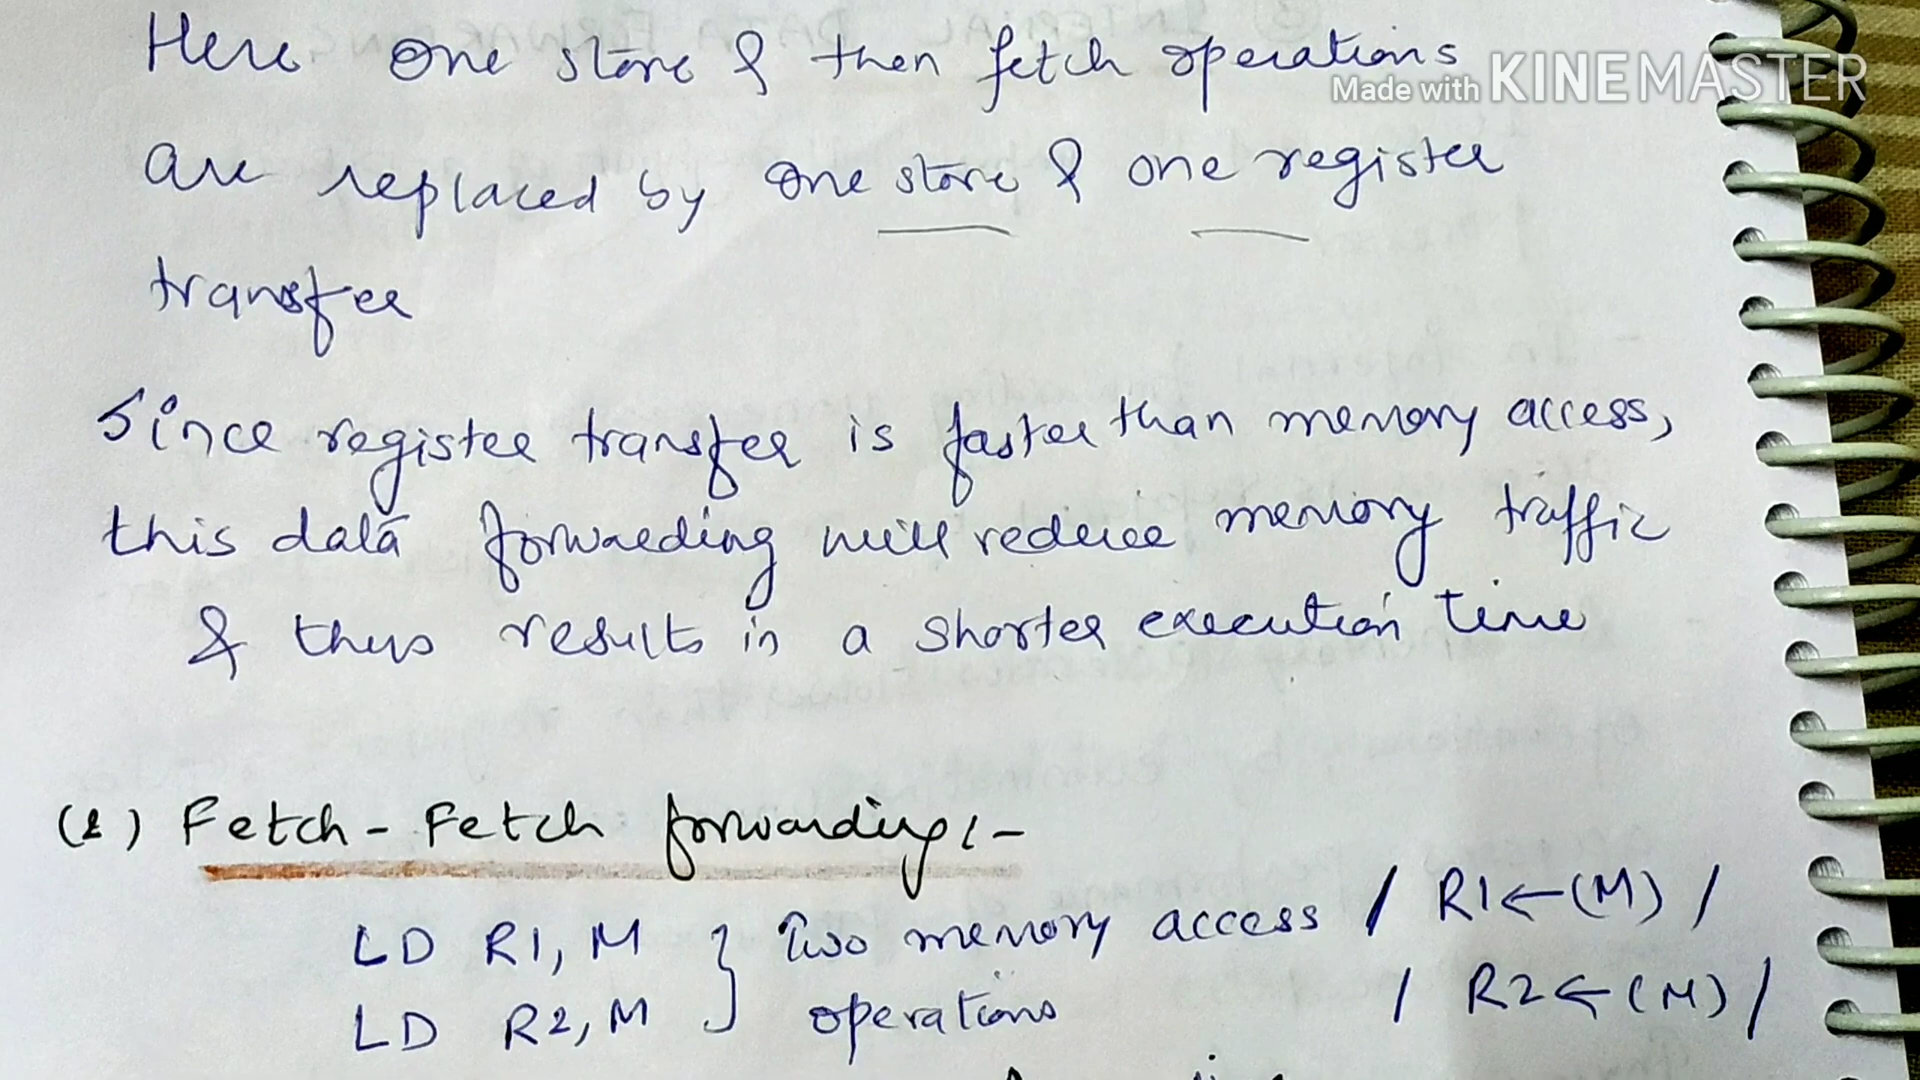 Here one store & then fetch operations
Made with KINEMASTER
are replaced by one store & one register
transfer
Since register transfer is faster than memory access,
this data forwarding will reduce memory traffic
& thus results in a shorter execution time
(2) Fetch - Fetch forwarding :-
LD R1, M } Two memory access / R1 ← (M) /
LD R2, M } operations / R2 ← (M) /